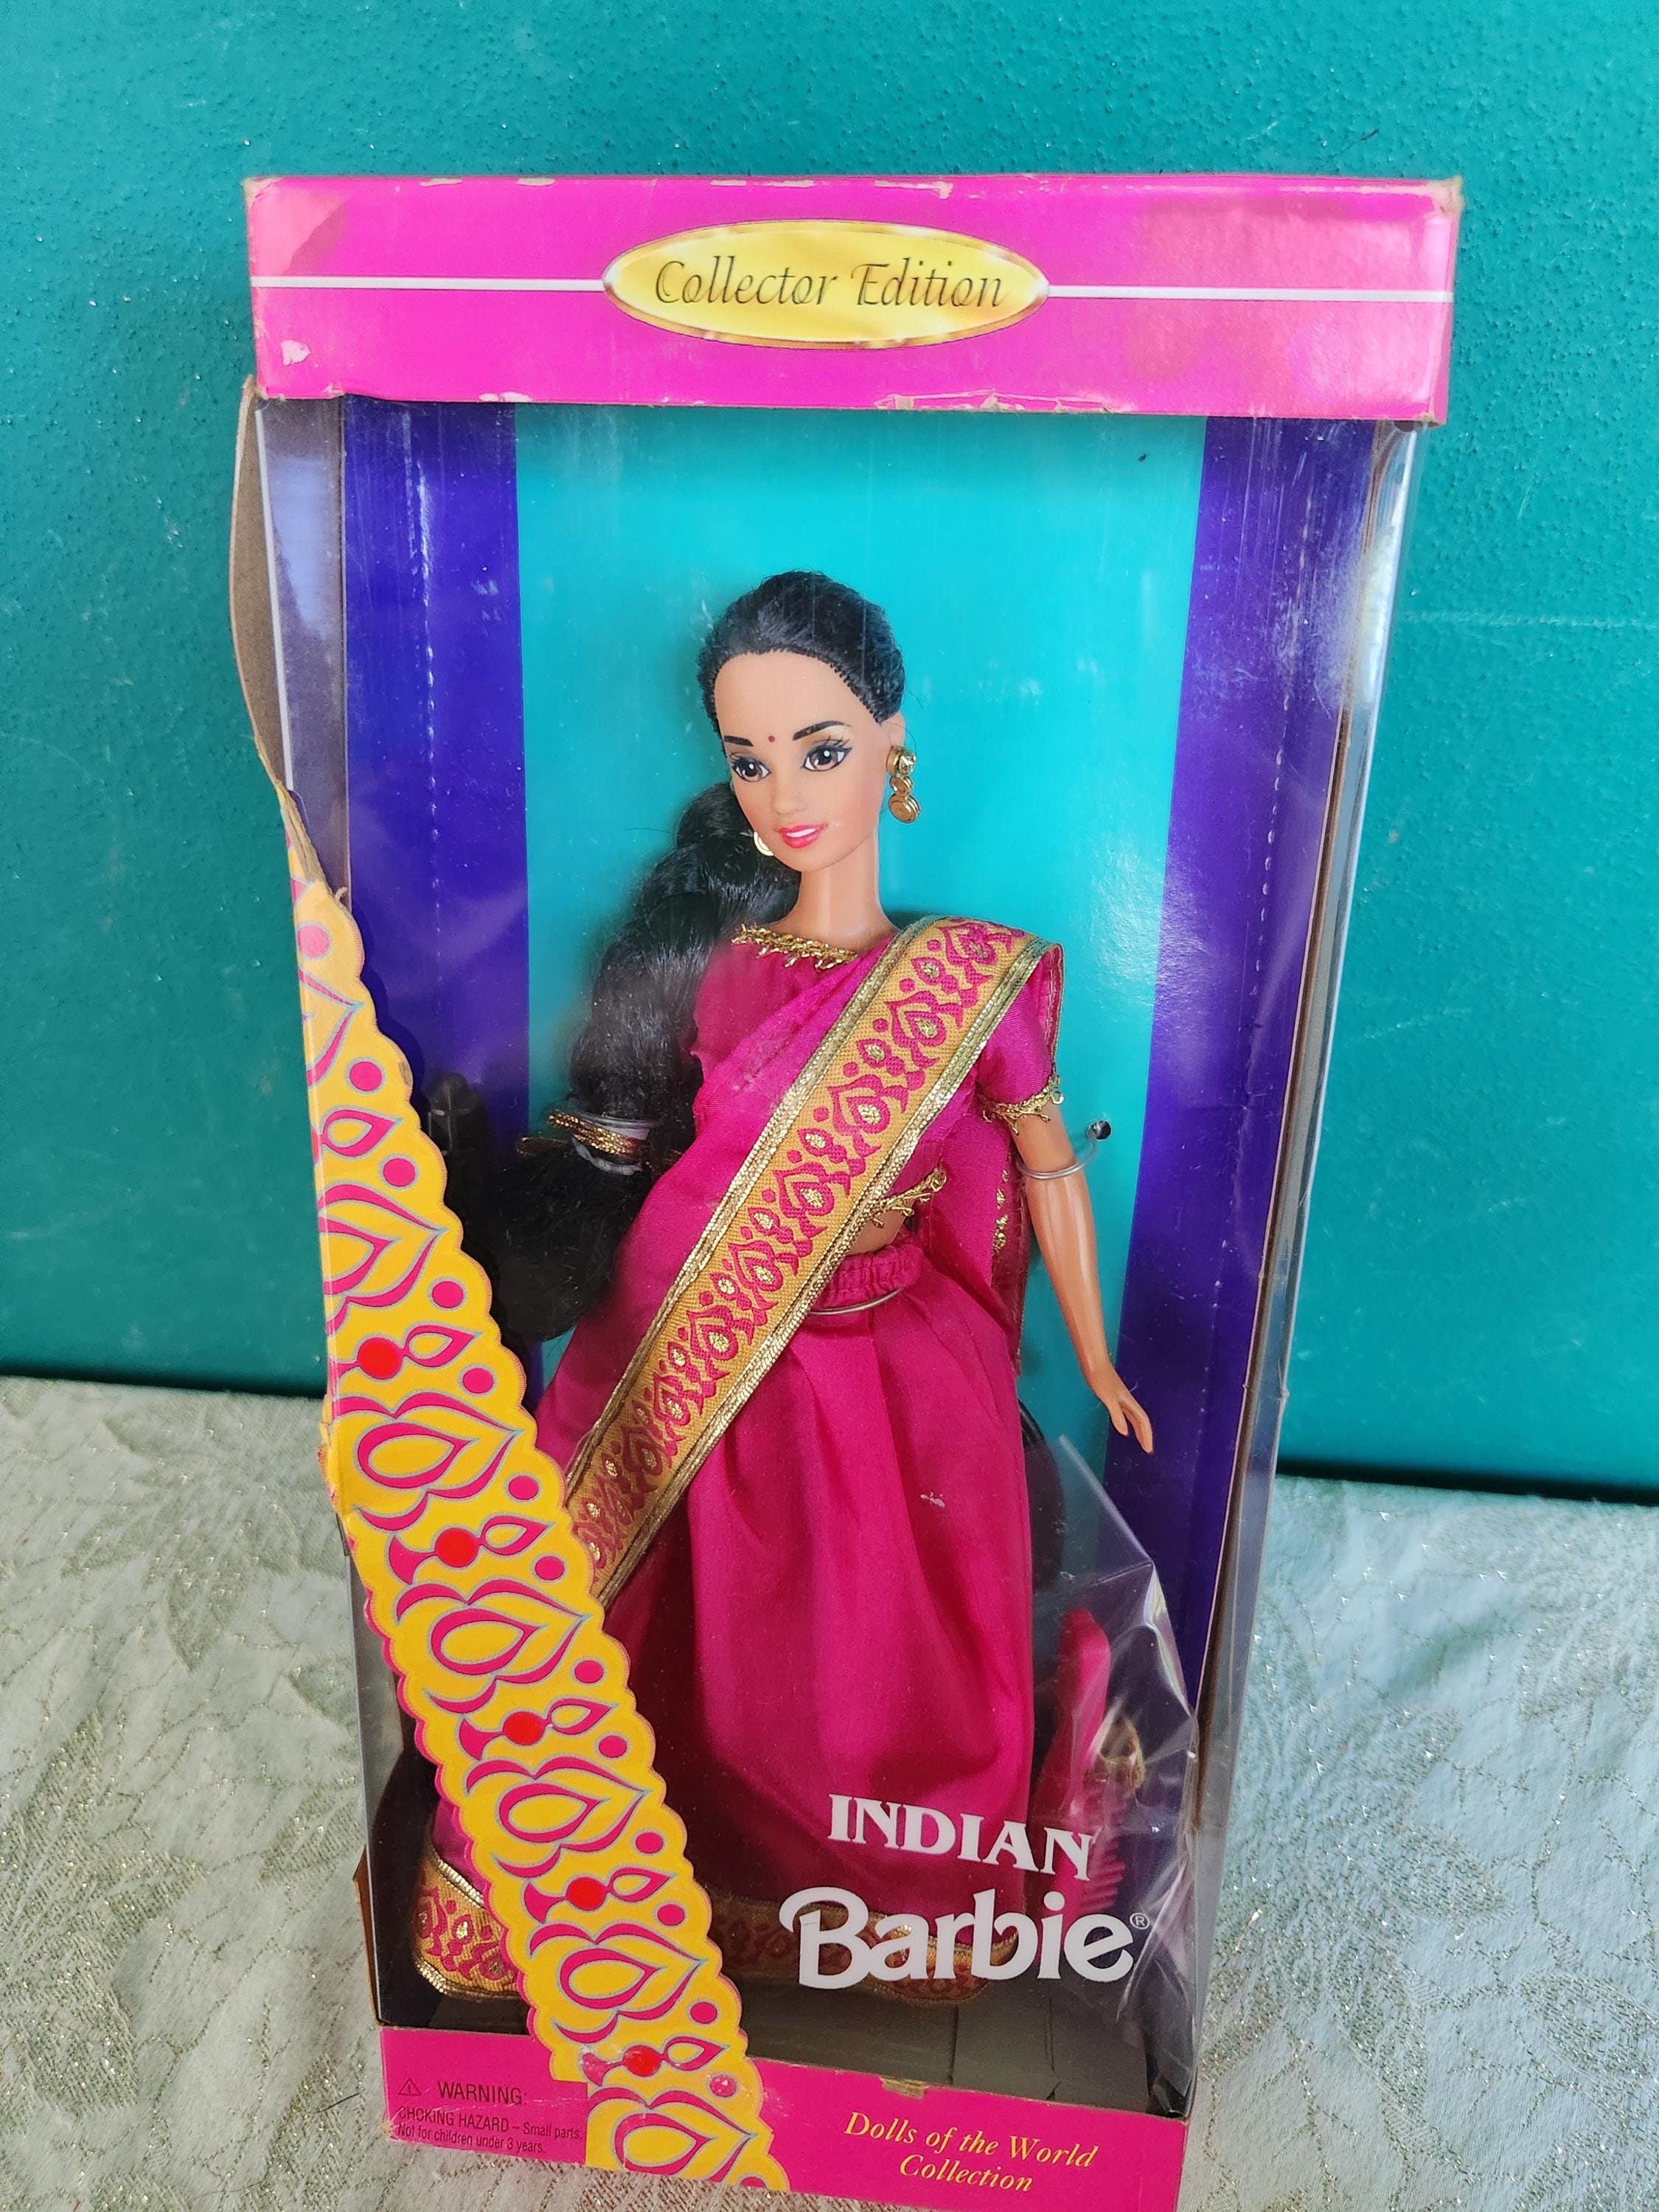 Collector Edition
INDIAN
Barbie®
⚠ WARNING:
CHOKING HAZARD – Small parts.
Not for children under 3 years.
Dolls of the World
Collection